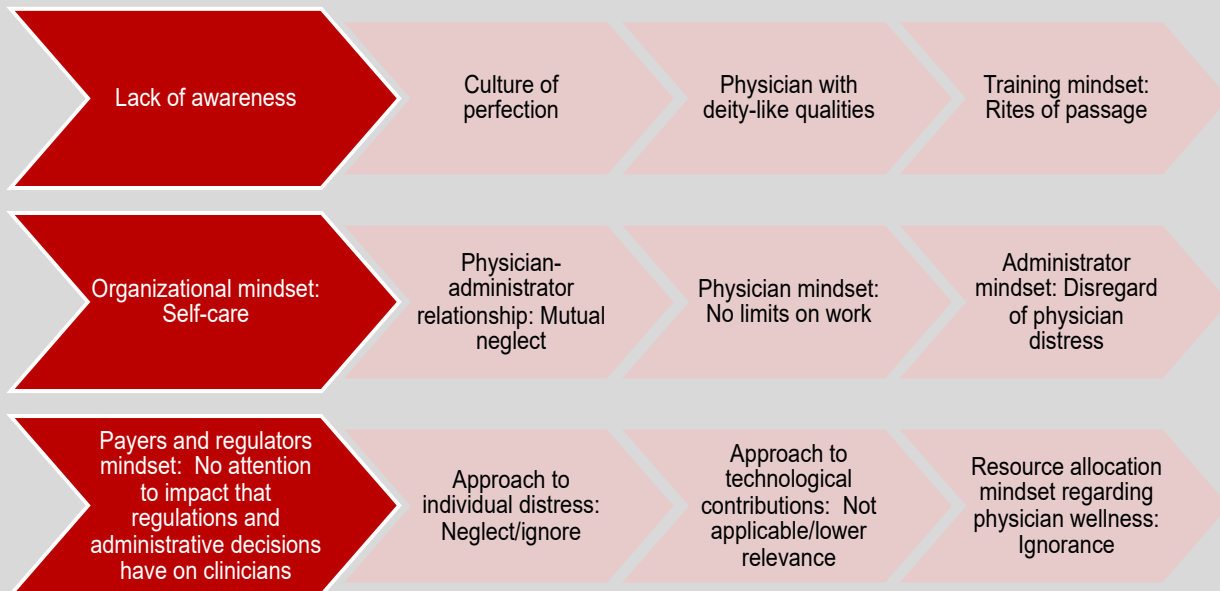 Lack of awareness
Culture of
perfection
Physician with
deity-like qualities
Training mindset:
Rites of passage
Organizational mindset:
Self-care
Physician-
administrator
relationship: Mutual
neglect
Physician mindset:
No limits on work
Administrator
mindset: Disregard
of physician
distress
Payers and regulators
mindset:  No attention
to impact that
regulations and
administrative decisions
have on clinicians
Approach to
individual distress:
Neglect/ignore
Approach to
technological
contributions:  Not
applicable/lower
relevance
Resource allocation
mindset regarding
physician wellness:
Ignorance